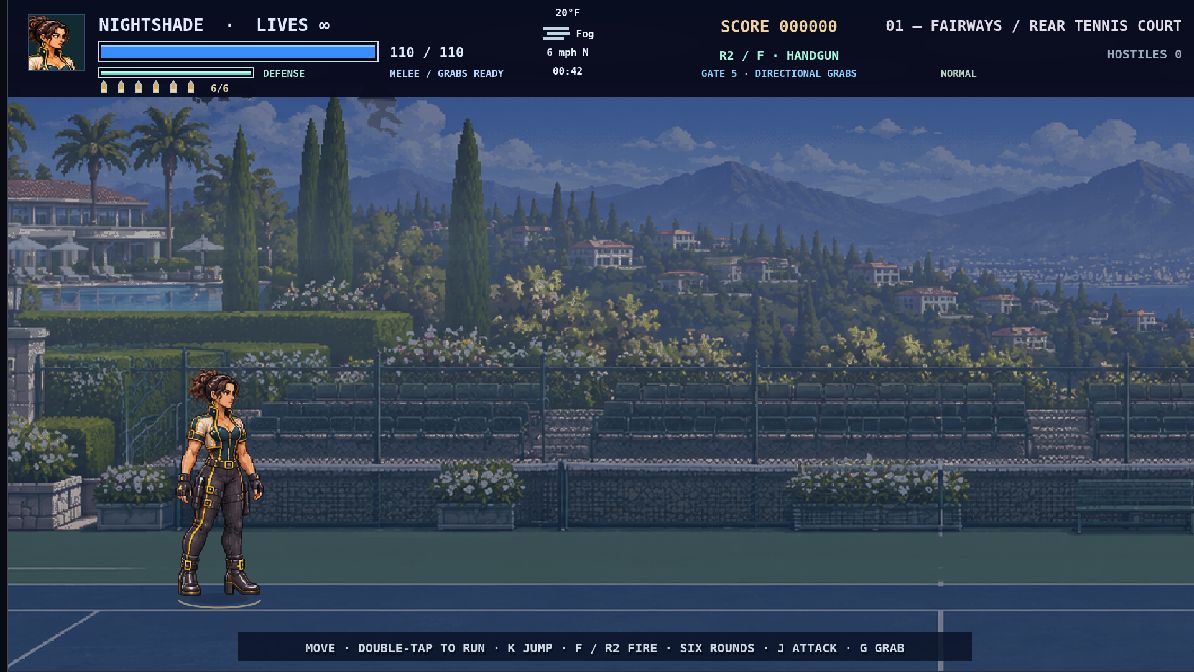 NIGHTSHADE · LIVES ∞
110 / 110
DEFENSE
MELEE / GRABS READY
6/6
20°F
Fog
6 mph N
00:42
SCORE 000000
R2 / F · HANDGUN
GATE 5 · DIRECTIONAL GRABS
01 — FAIRWAYS / REAR TENNIS COURT
HOSTILES 0
NORMAL
MOVE · DOUBLE-TAP TO RUN · K JUMP · F / R2 FIRE · SIX ROUNDS · J ATTACK · G GRAB